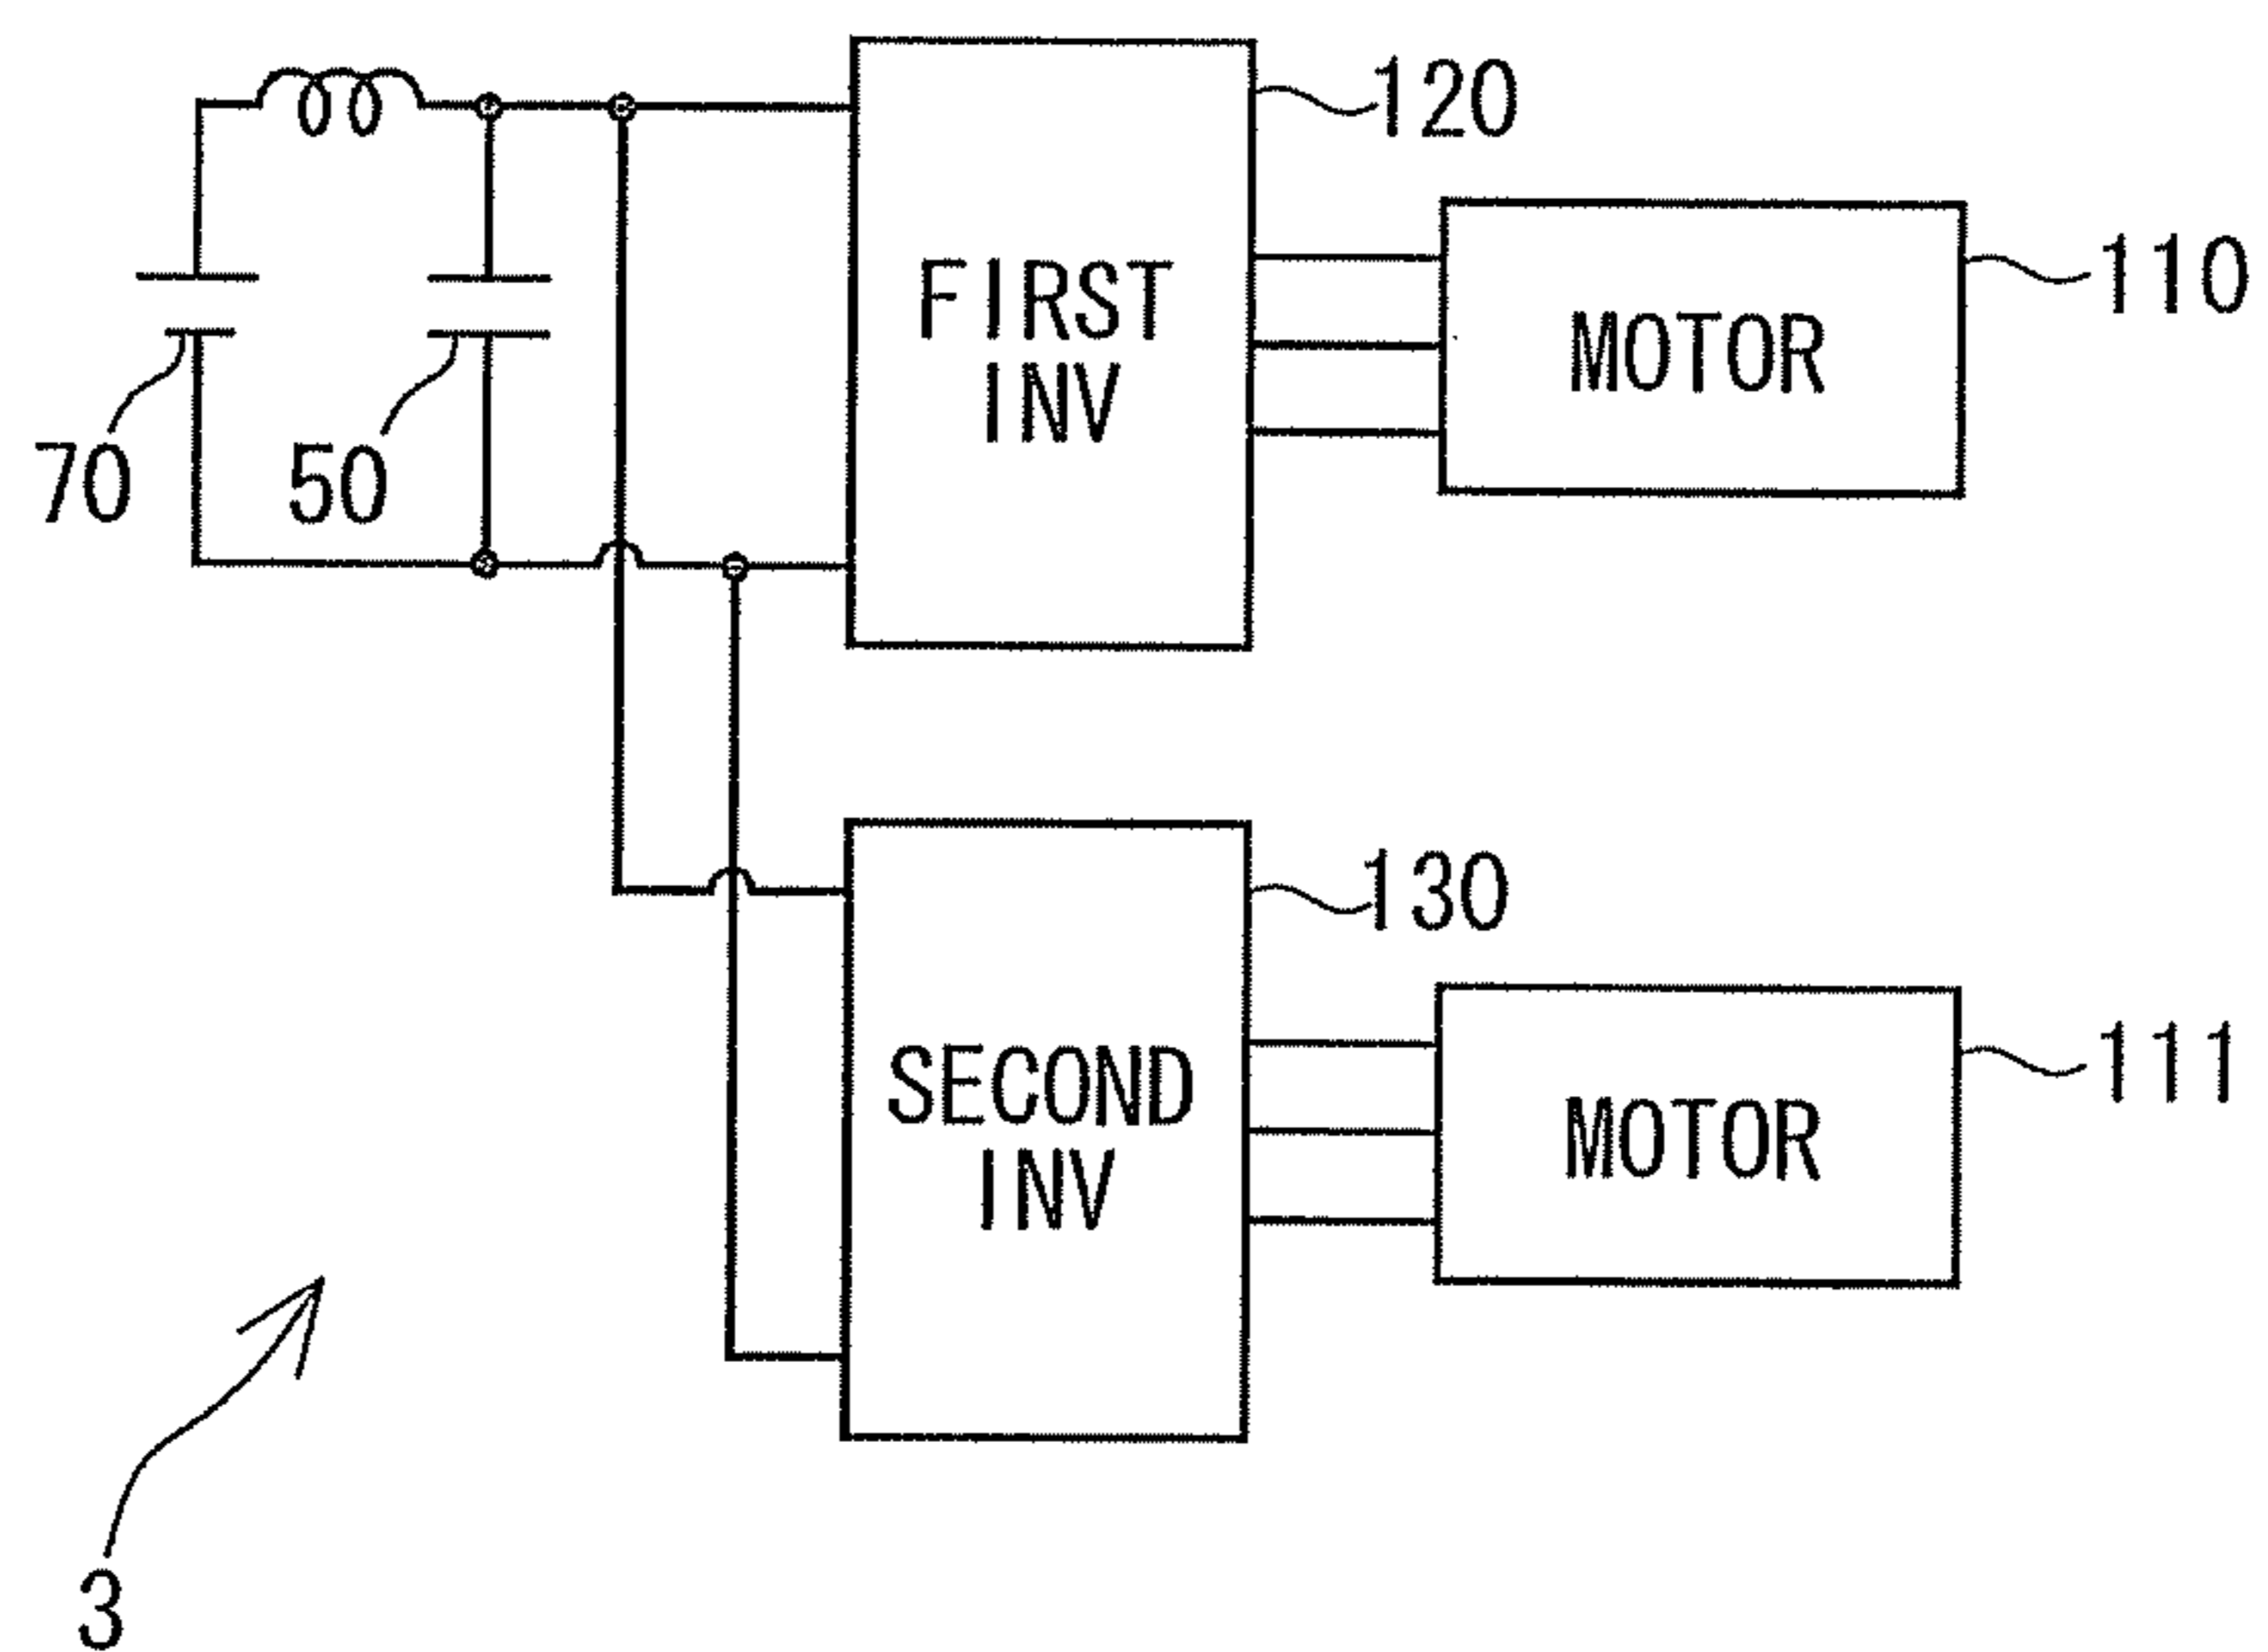 120
FIRST
INV
110
MOTOR
70
50
130
SECOND
INV
111
MOTOR
3